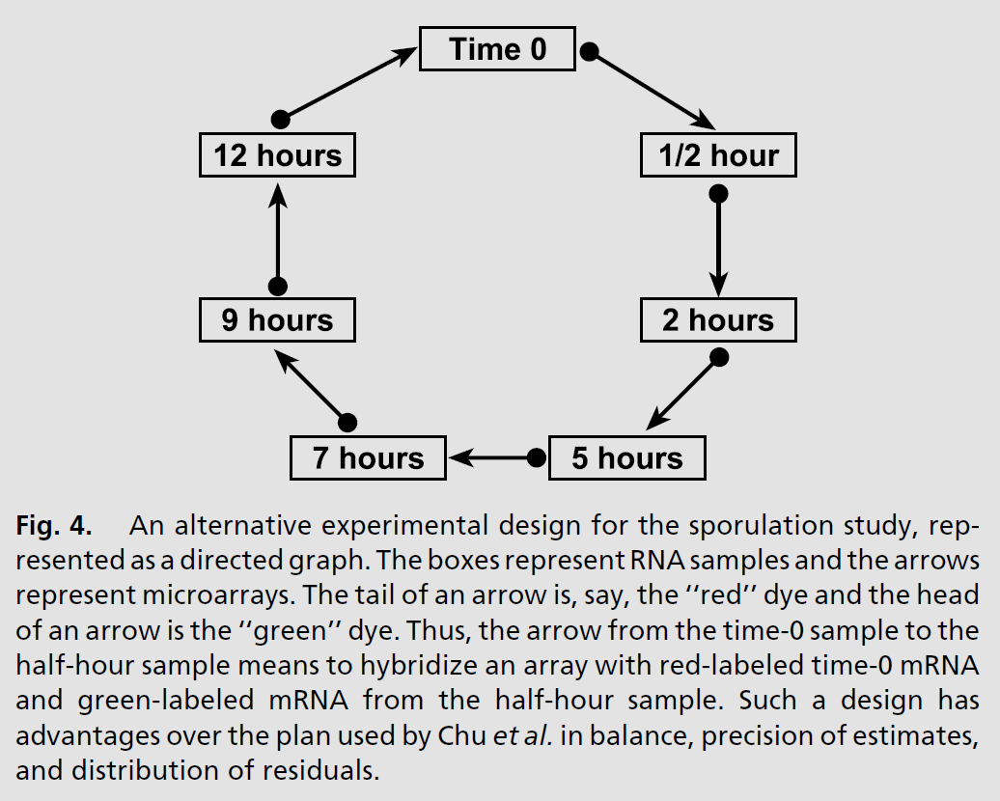 Time 0
12 hours
1/2 hour
9 hours
2 hours
7 hours
5 hours
Fig. 4. An alternative experimental design for the sporulation study, rep-
resented as a directed graph. The boxes represent RNA samples and the arrows
represent microarrays. The tail of an arrow is, say, the ''red'' dye and the head
of an arrow is the ''green'' dye. Thus, the arrow from the time-0 sample to the
half-hour sample means to hybridize an array with red-labeled time-0 mRNA
and green-labeled mRNA from the half-hour sample. Such a design has
advantages over the plan used by Chu et al. in balance, precision of estimates,
and distribution of residuals.